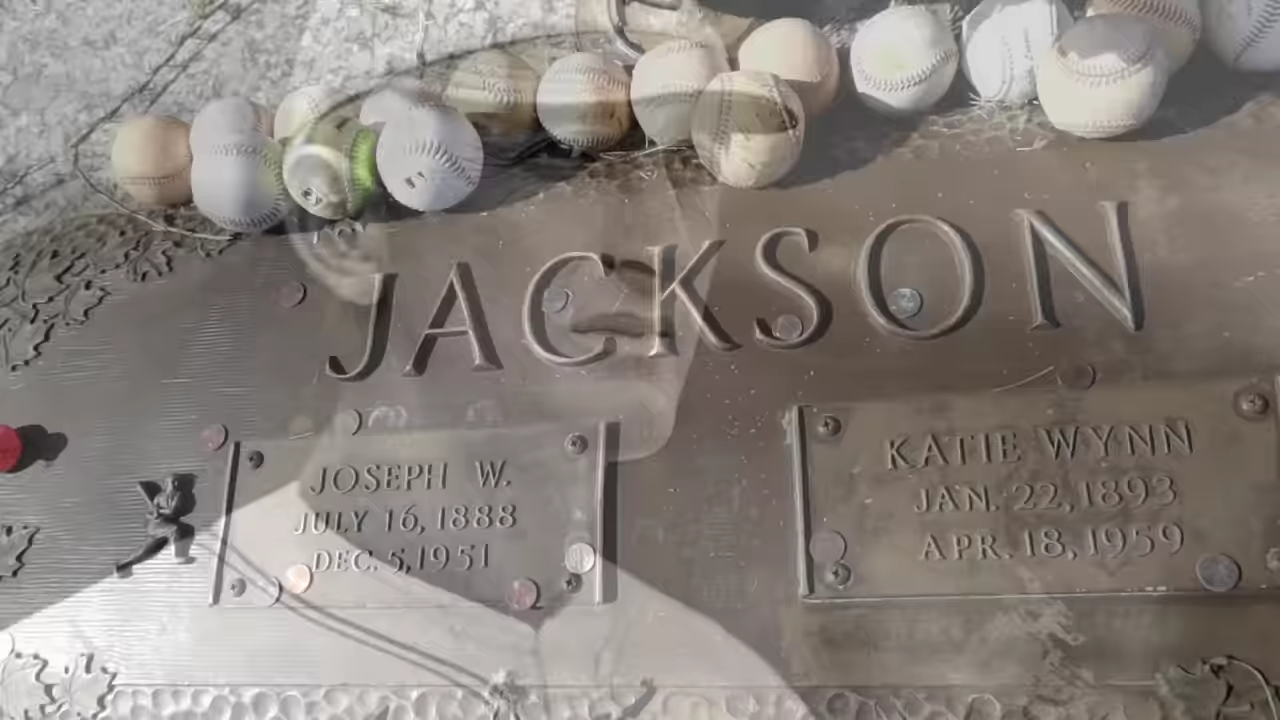 JACKSON
JOSEPH W.
JULY 16, 1888
DEC. 5, 1951
KATIE WYNN
JAN. 22, 1893
APR. 18, 1959